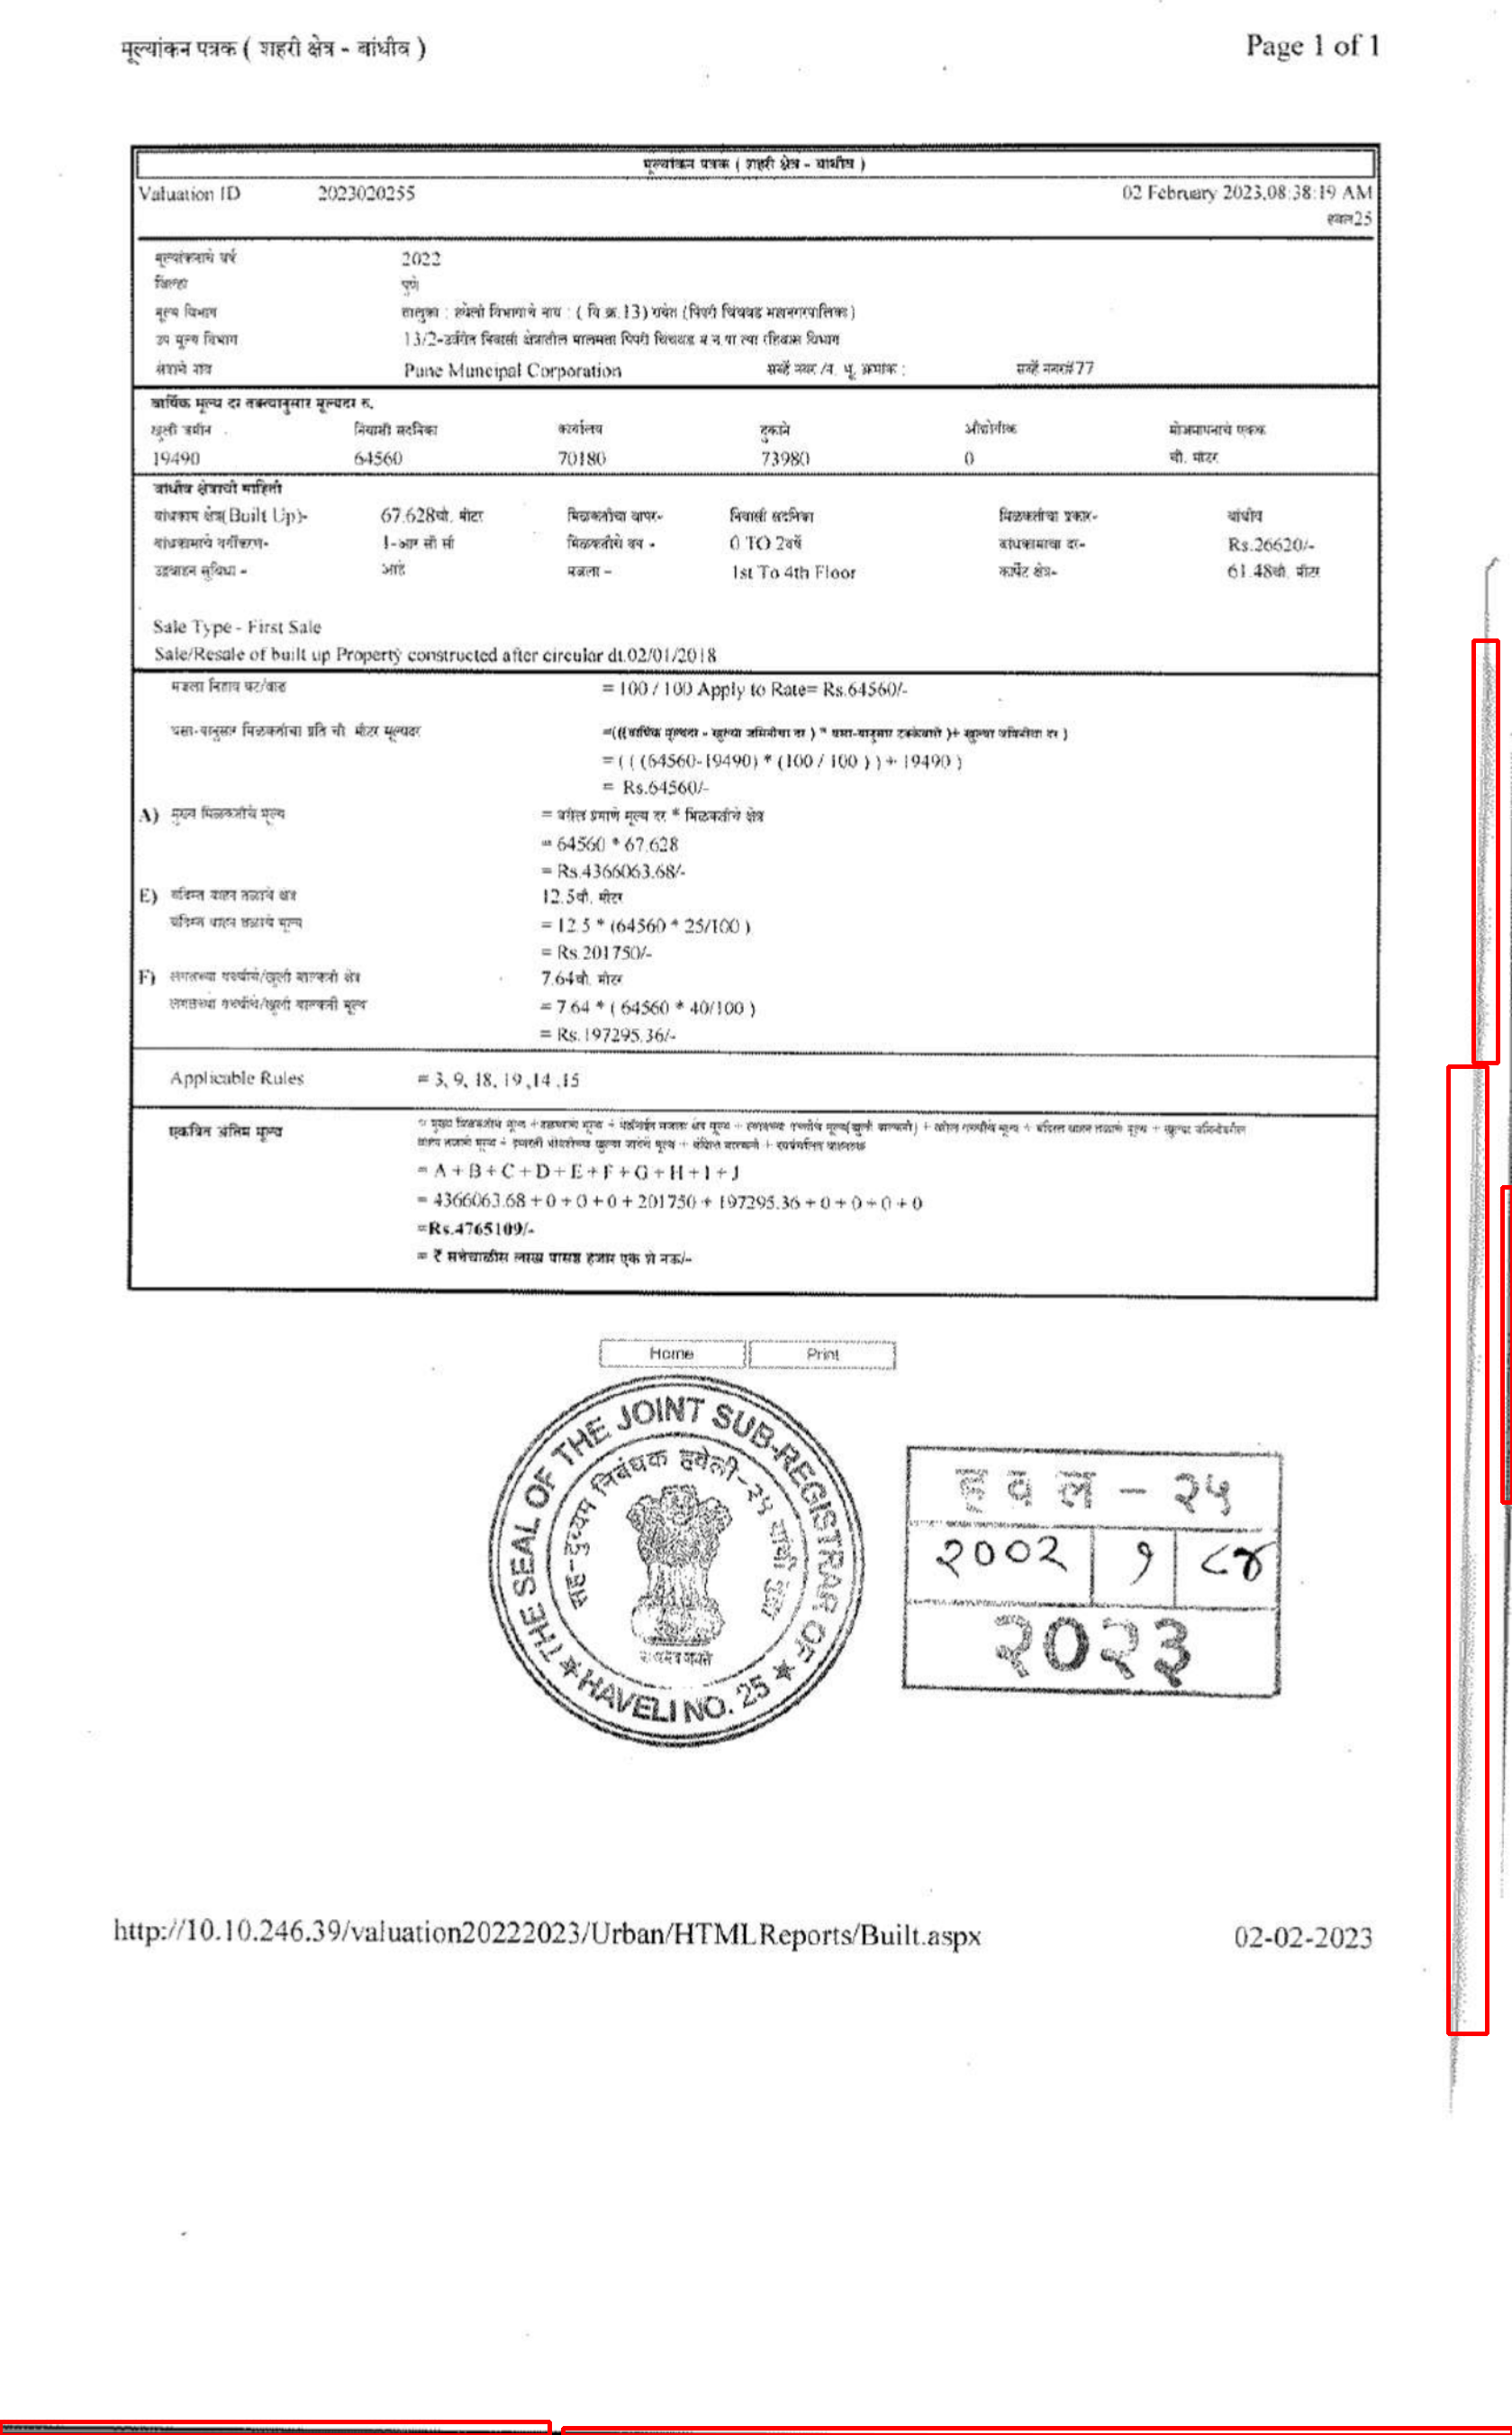 मूल्यांकन पत्रक ( शहरी क्षेत्र - बांधीव )
Page 1 of 1
मूल्यांकन पत्रक ( शहरी क्षेत्र - बांधीव )
Valuation ID 2023020255 02 February 2023,08:38:19 AM
हवल25
मूल्यांकनाचे वर्ष 2022
जिल्हा पुणे
मूल्य विभाग तालुका : हवेली विभागाचे नाव : ( वि.क्र.13) रावेत (पिंपरी चिंचवड महानगरपालिका)
उप मूल्य विभाग 13/2-उर्वरित निवासी क्षेत्रातील मालमत्ता पिंपरी चिंचवड म न पा च्या रहिवास विभाग
क्षेत्राचे नाव Pune Muncipal Corporation सर्व्हे नंबर /न. भू. क्रमांक : सर्व्हे नंबर#77
वार्षिक मूल्य दर तक्त्यानुसार मूल्यदर रु.
खुली जमीन निवासी सदनिका कार्यालय दुकाने औद्योगीक मोजमापनाचे एकक
19490 64560 70180 73980 0 चौ. मीटर
बांधीव क्षेत्राची माहिती
बांधकाम क्षेत्र(Built Up)- 67.628चौ. मीटर मिळकतीचा वापर- निवासी सदनिका मिळकतीचा प्रकार- बांधीव
बांधकामाचे वर्गीकरण- 1-आर सी सी मिळकतीचे वय - 0 TO 2वर्षे बांधकामाचा दर- Rs.26620/-
उद्वाहन सुविधा - आहे मजला - 1st To 4th Floor कार्पेट क्षेत्र- 61.48चौ. मीटर
Sale Type - First Sale
Sale/Resale of built up Property constructed after circular dt.02/01/2018
मजला निहाय घट/वाढ = 100 / 100 Apply to Rate= Rs.64560/-
घसा-यानुसार मिळकतीचा प्रति चौ. मीटर मूल्यदर =(((वार्षिक मूल्यदर - खुल्या जमिनीचा दर ) * घसा-यानुसार टक्केवारी )+ खुल्या जमिनीचा दर )
= ( ( (64560-19490) * (100 / 100 ) ) + 19490 )
= Rs.64560/-
A) मुख्य मिळकतीचे मूल्य = वरील प्रमाणे मूल्य दर * मिळकतीचे क्षेत्र
= 64560 * 67.628
= Rs.4366063.68/-
E) बंदिस्त वाहन तळाचे क्षेत्र 12.5चौ. मीटर
बंदिस्त वाहन तळाचे मूल्य = 12.5 * (64560 * 25/100 )
= Rs.201750/-
F) लगतच्या गच्चीचे/खुली बाल्कनी क्षेत्र 7.64चौ. मीटर
लगतच्या गच्चीचे/खुली बाल्कनी मूल्य = 7.64 * ( 64560 * 40/100 )
= Rs.197295.36/-
Applicable Rules = 3, 9, 18, 19 ,14 ,15
एकत्रित अंतिम मूल्य
= A + B + C + D + E + F + G + H + I + J
= 4366063.68 + 0 + 0 + 0 + 201750 + 197295.36 + 0 + 0 + 0 + 0
=Rs.4765109/-
= ₹ सत्तेचाळीस लाख पासष्ठ हजार एक शे नऊ/-
Home Print
THE SEAL OF THE JOINT SUB-REGISTRAR OF
★ HAVELI NO. 25 ★
सह-दुय्यम निबंधक हवेली-२५ यांची मुद्रा
सत्यमेव जयते
हवल - २५
२००२ १ ८४
२०२३
http://10.10.246.39/valuation20222023/Urban/HTMLReports/Built.aspx 02-02-2023